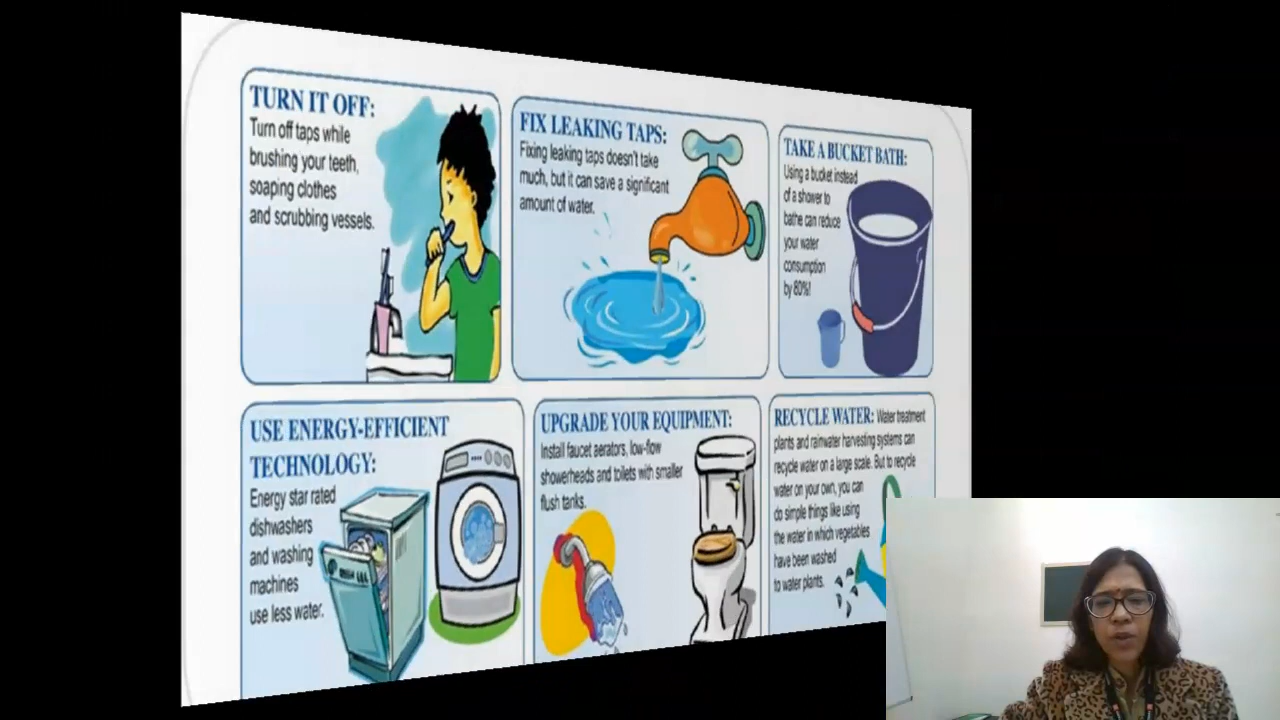 TURN IT OFF:
Turn off taps while
brushing your teeth,
soaping clothes
and scrubbing vessels.
FIX LEAKING TAPS:
Fixing leaking taps doesn't take
much, but it can save a significant
amount of water.
TAKE A BUCKET BATH:
Using a bucket instead
of a shower to
bathe can reduce
your water
consumption
by 80%!
USE ENERGY-EFFICIENT
TECHNOLOGY:
Energy star rated
dishwashers
and washing
machines
use less water.
UPGRADE YOUR EQUIPMENT:
Install faucet aerators, low-flow
showerheads and toilets with smaller
flush tanks.
RECYCLE WATER: Water treatment
plants and rainwater harvesting systems can
recycle water on a large scale. But to recycle
water on your own, you can
do simple things like using
the water in which vegetables
have been washed
to water plants.